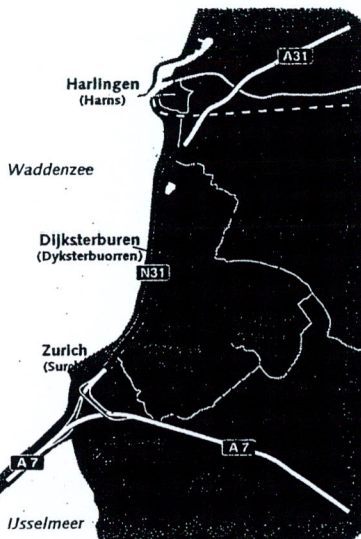 A31
Harlingen
(Harns)
Waddenzee
Dijksterburen
(Dyksterbuorren)
N31
Zurich
A7
A7
IJsselmeer